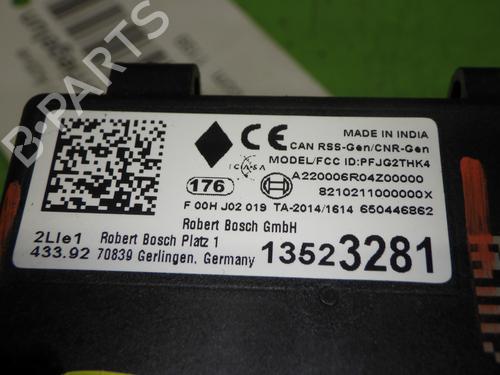 B-PARTS
MADE IN INDIA
CE
CAN RSS-Gen/CNR-Gen
MODEL/FCC ID:PFJG2THK4
ICASA
A220006R04Z00000
176
8210211000000X
F 00H J02 019 TA-2014/1614 650446862
Robert Bosch GmbH
2LIe1 Robert Bosch Platz 1
433.92 70839 Gerlingen, Germany
13523281